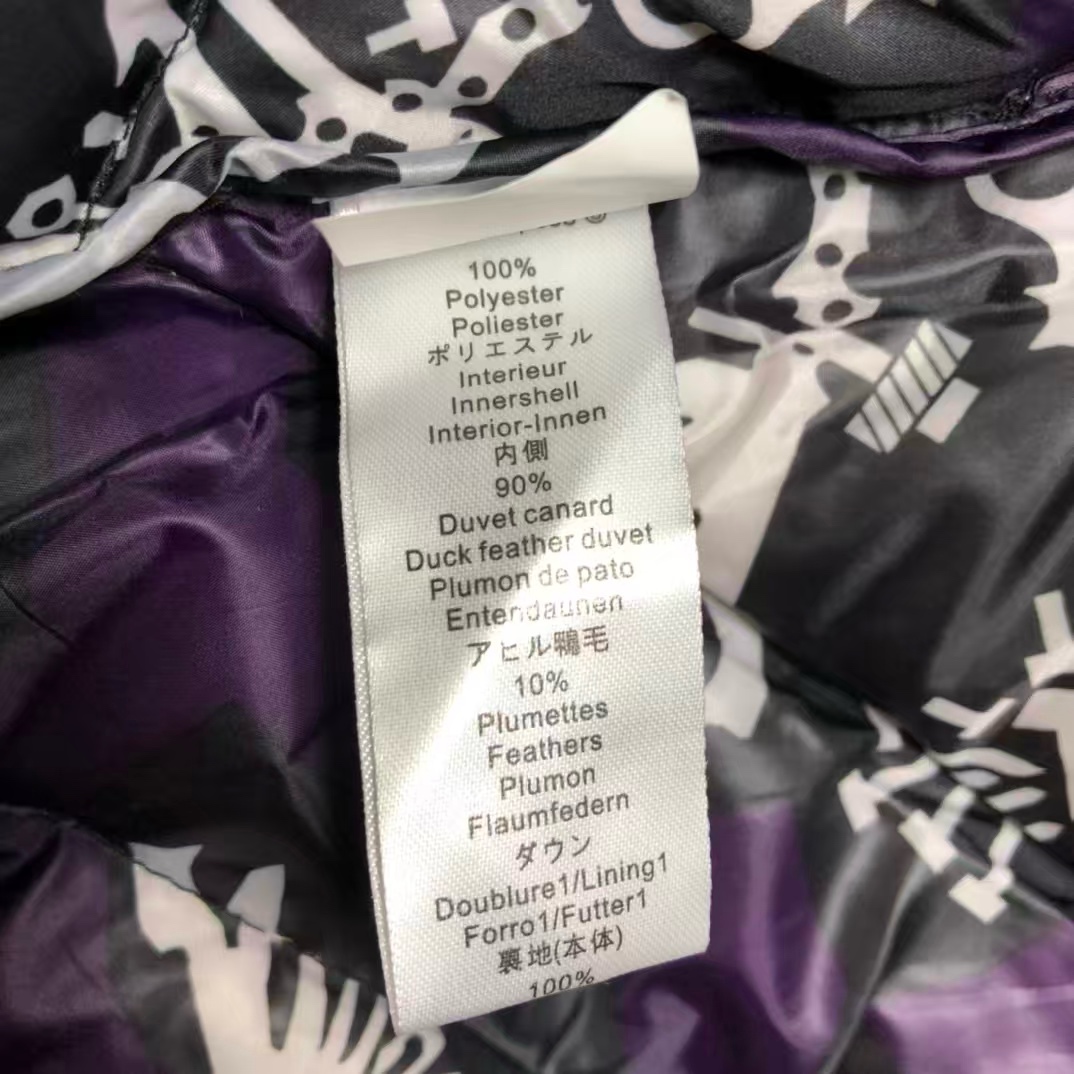 100%
Polyester
Poliester
ポリエステル
Interieur
Innershell
Interior-Innen
内側
90%
Duvet canard
Duck feather duvet
Plumon de pato
Entendaunen
アヒル鴨毛
10%
Plumettes
Feathers
Plumon
Flaumfedern
ダウン
Doublure1/Lining1
Forro1/Futter1
裏地(本体)
100%